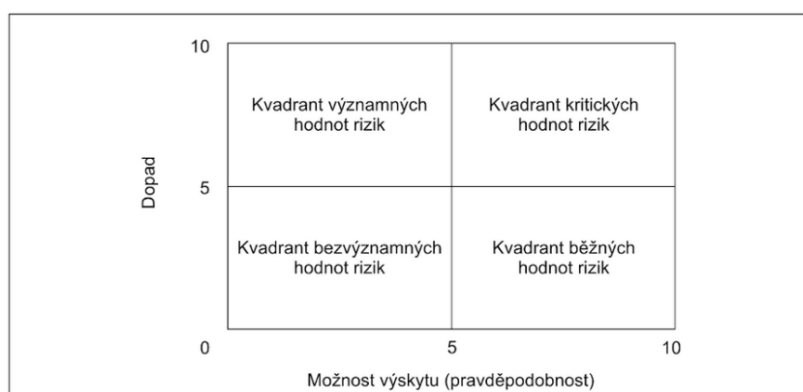 10
Kvadrant významných
hodnot rizik
Kvadrant kritických
hodnot rizik
Dopad
5
Kvadrant bezvýznamných
hodnot rizik
Kvadrant běžných
hodnot rizik
0
5
10
Možnost výskytu (pravděpodobnost)